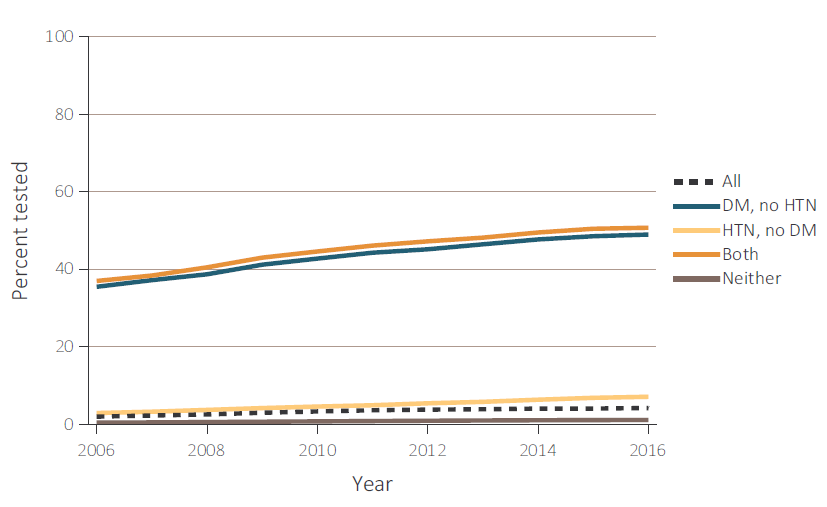 100
80
60
40
20
0
Percent tested
2006 2008 2010 2012 2014 2016
Year
All
DM, no HTN
HTN, no DM
Both
Neither